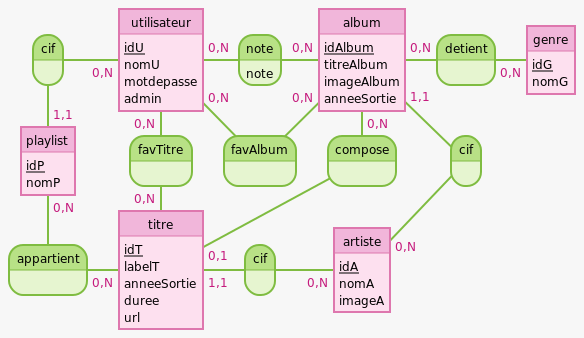 utilisateur
idU
nomU
motdepasse
admin
album
idAlbum
titreAlbum
imageAlbum
anneeSortie
genre
idG
nomG
cif
note
note
detient
0,N
0,N
0,N
0,N
0,N
0,N
0,N
1,1
1,1
0,N
0,N
playlist
idP
nomP
favTitre
favAlbum
compose
cif
0,N
0,N
titre
idT
labelT
anneeSortie
duree
url
artiste
idA
nomA
imageA
appartient
cif
0,1
0,N
0,N
1,1
0,N